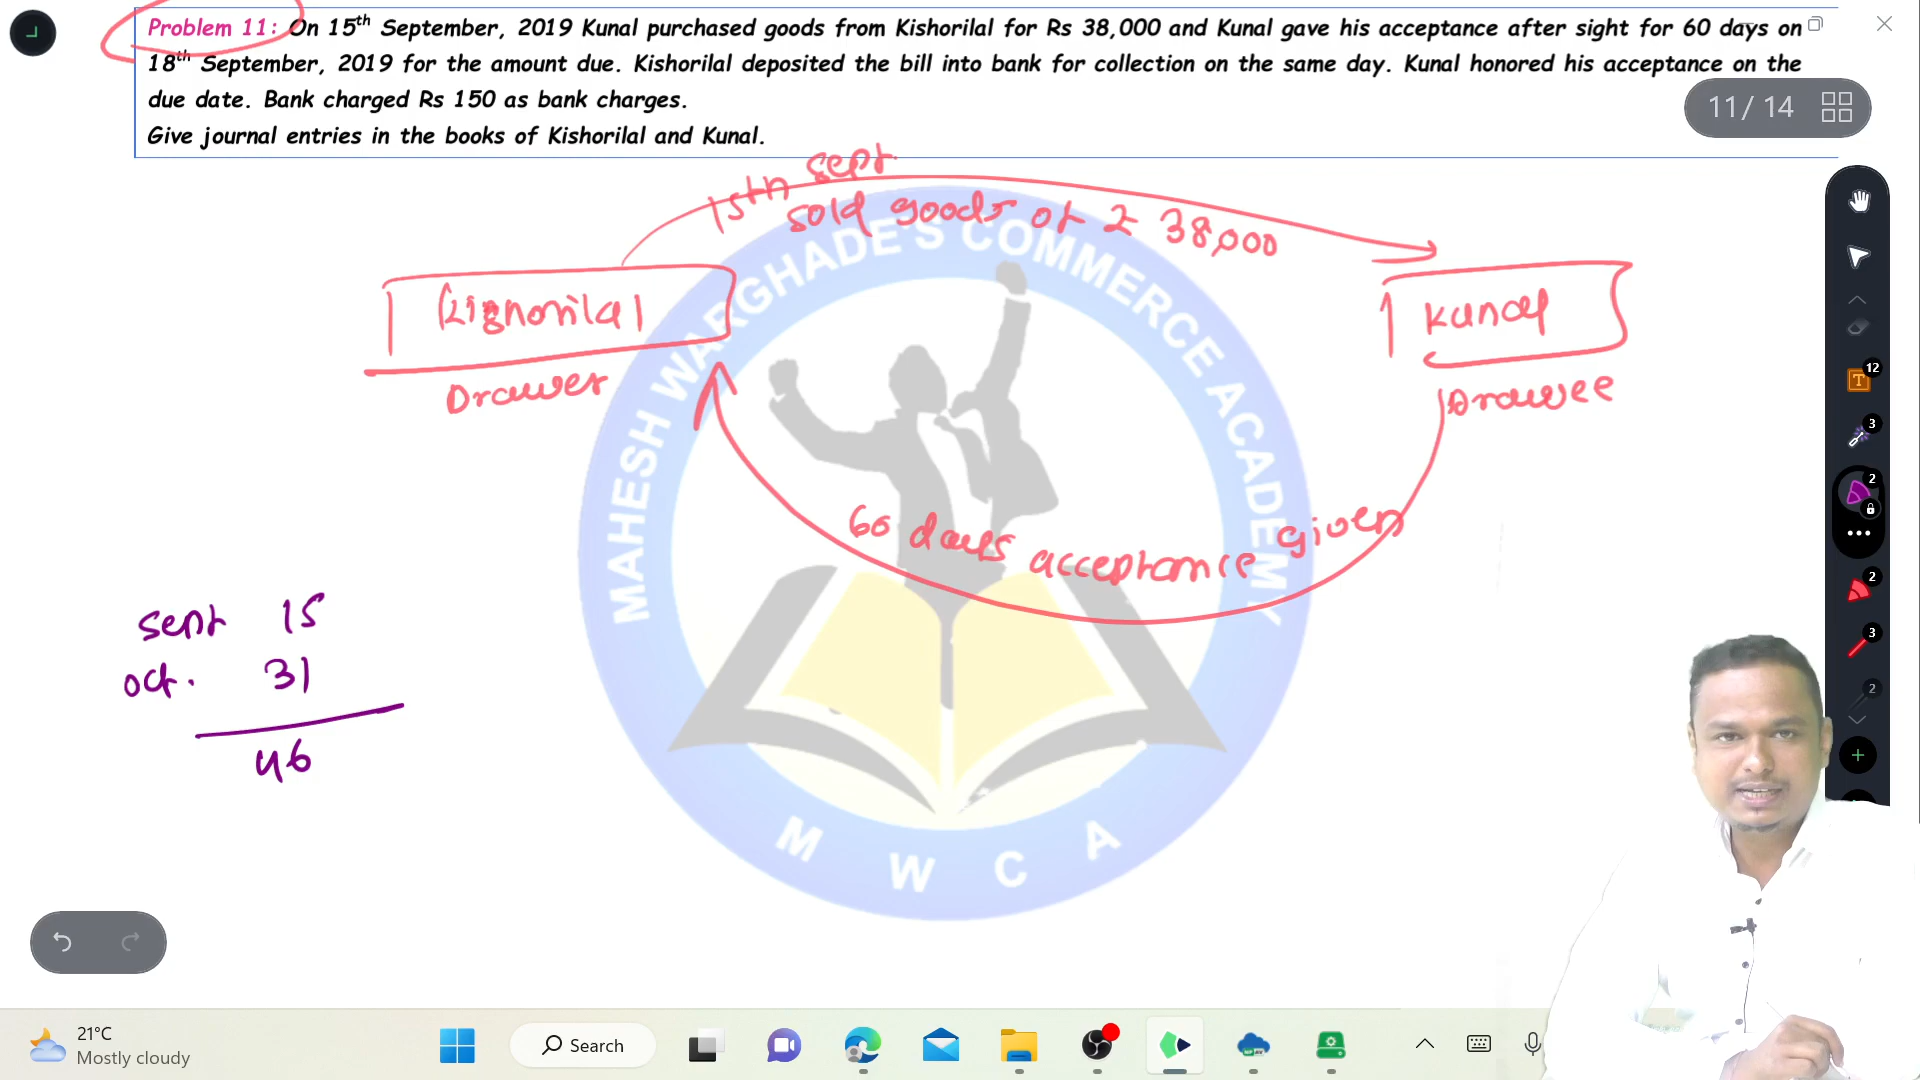 Problem 11: On 15th September, 2019 Kunal purchased goods from Kishorilal for Rs 38,000 and Kunal gave his acceptance after sight for 60 days on
18th September, 2019 for the amount due. Kishorilal deposited the bill into bank for collection on the same day. Kunal honored his acceptance on the
due date. Bank charged Rs 150 as bank charges.
Give journal entries in the books of Kishorilal and Kunal.
11/ 14
15th sept
sold goods of ₹ 38,000
Kishorilal
Kunal
Drawer
Drawee
60 days acceptance given
sept 15
oct. 31
46
MAHESH WARGHADE'S COMMERCE ACADEMY
M W C A
12
3
2
2
3
2
21°C
Mostly cloudy
Search